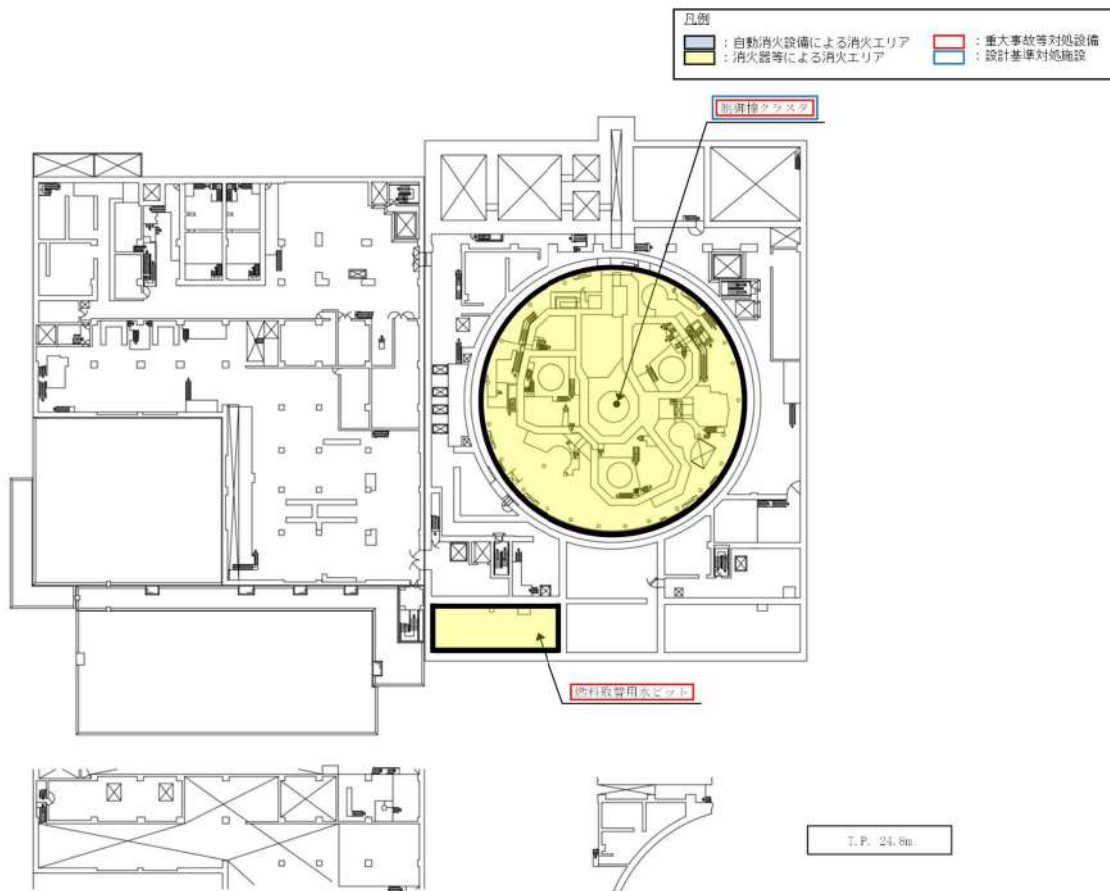 凡例
：自動消火設備による消火エリア
：重大事故等対処設備
：消火器等による消火エリア
：設計基準対処施設
制御棒クラスタ
燃料取替用水ピット
T.P. 24.8m